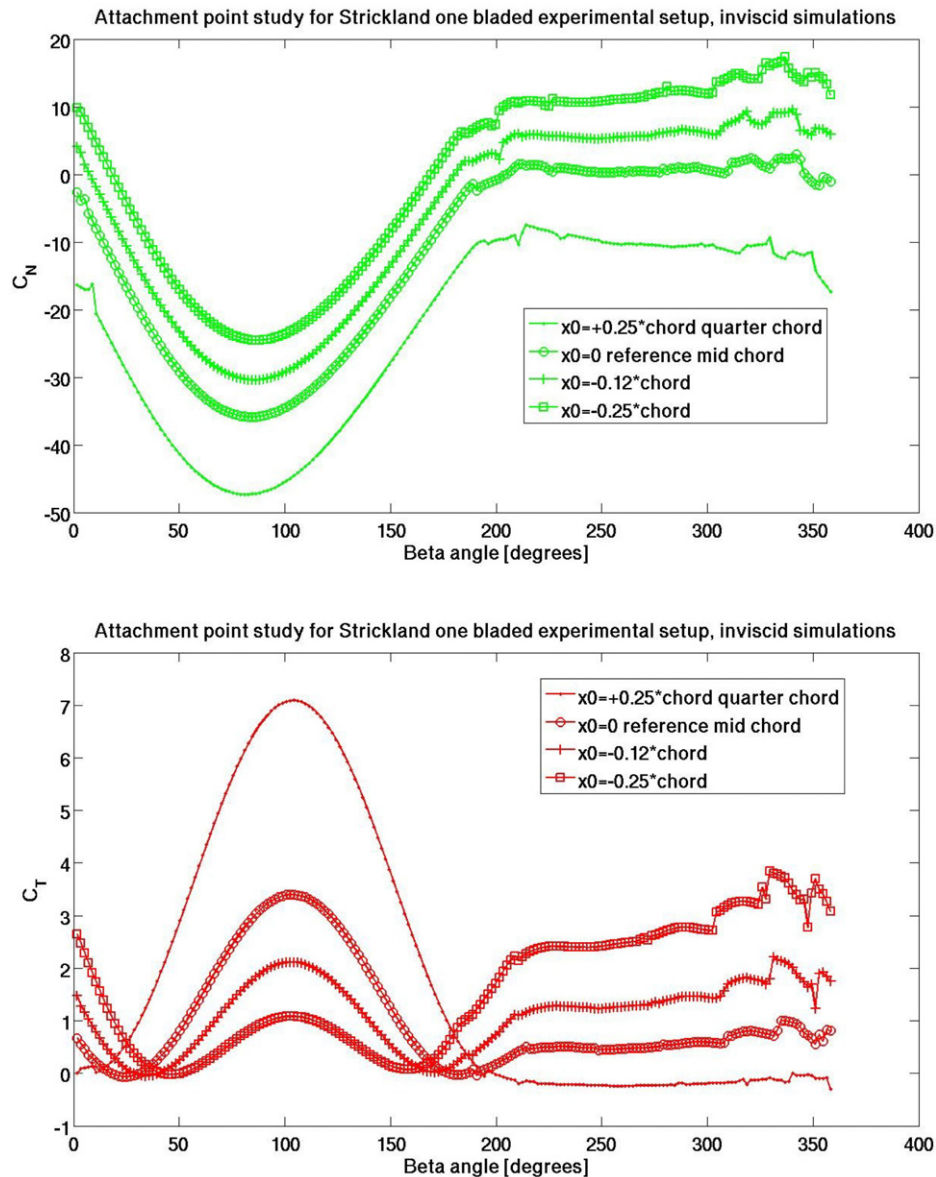 Attachment point study for Strickland one bladed experimental setup, inviscid simulations
20
10
0
-10
-20
-30
-40
-50
C_N
x0=+0.25*chord quarter chord
x0=0 reference mid chord
x0=-0.12*chord
x0=-0.25*chord
0 50 100 150 200 250 300 350 400
Beta angle [degrees]
Attachment point study for Strickland one bladed experimental setup, inviscid simulations
8
7
6
5
4
3
2
1
0
-1
C_T
x0=+0.25*chord quarter chord
x0=0 reference mid chord
x0=-0.12*chord
x0=-0.25*chord
0 50 100 150 200 250 300 350 400
Beta angle [degrees]